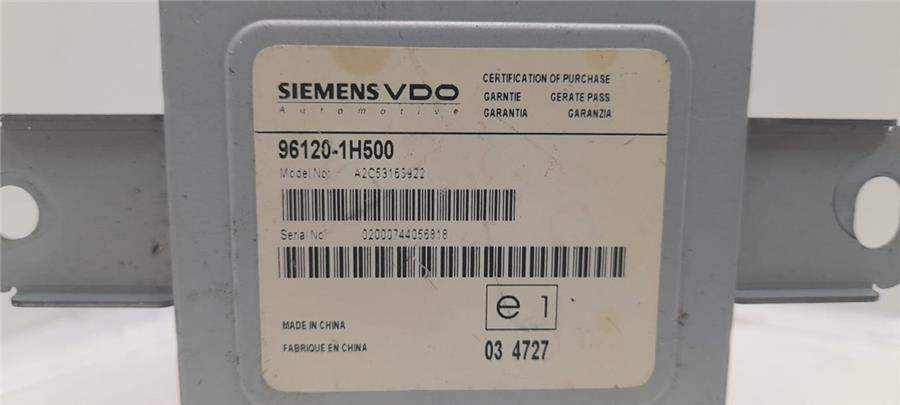 SIEMENS VDO
Automotive
CERTIFICATION OF PURCHASE
GARNTIE GERATE PASS
GARANTIA GARANZIA
96120-1H500
Model No: A2C53163922
Serial No 02000744056818
e1
MADE IN CHINA
FABRIQUE EN CHINA
03 4727